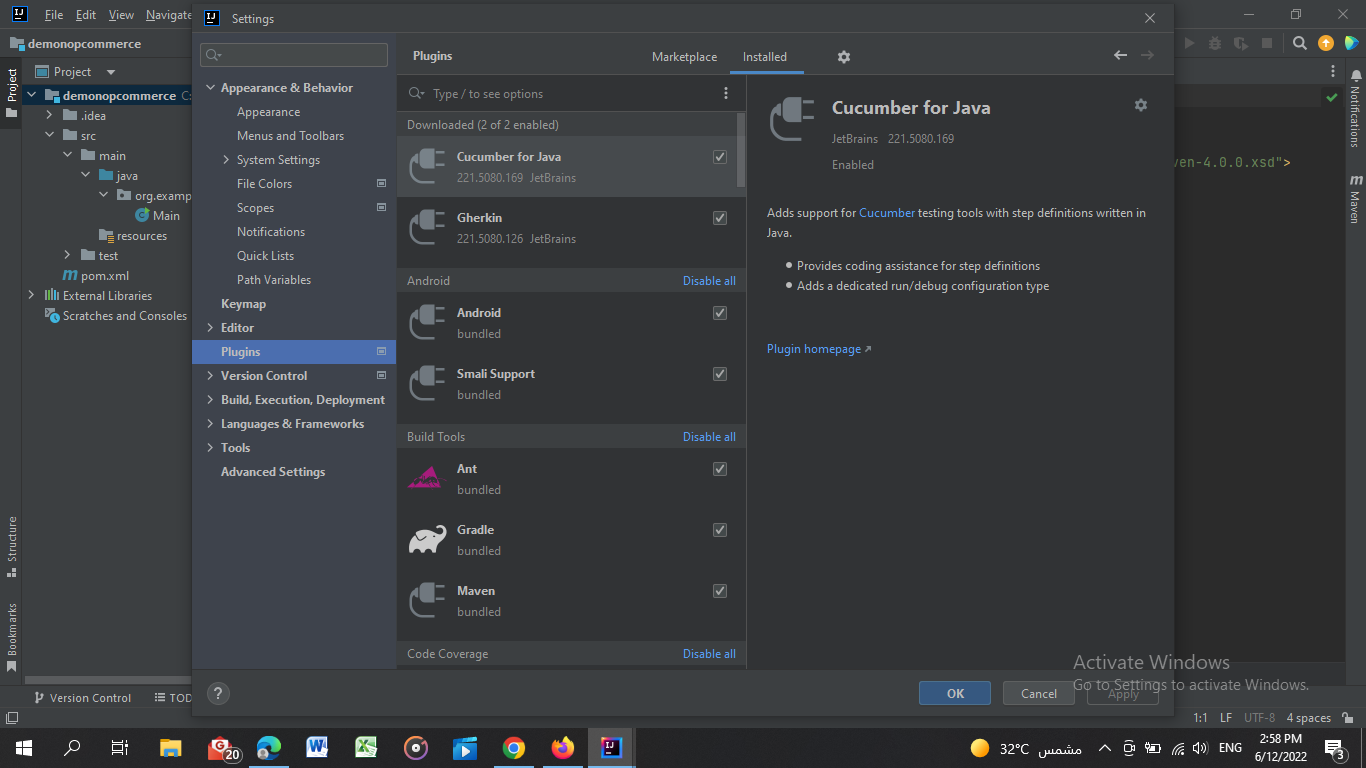 File Edit View Navigate
Settings
demonopcommerce
Project
demonopcommerce C:
.idea
src
main
java
org.examp
Main
resources
test
pom.xml
External Libraries
Scratches and Consoles
Project
Structure
Bookmarks
Appearance & Behavior
Appearance
Menus and Toolbars
System Settings
File Colors
Scopes
Notifications
Quick Lists
Path Variables
Keymap
Editor
Plugins
Version Control
Build, Execution, Deployment
Languages & Frameworks
Tools
Advanced Settings
Plugins
Marketplace
Installed
Type / to see options
Downloaded (2 of 2 enabled)
Cucumber for Java
221.5080.169 JetBrains
Gherkin
221.5080.126 JetBrains
Android Disable all
Android
bundled
Smali Support
bundled
Build Tools Disable all
Ant
bundled
Gradle
bundled
Maven
bundled
Code Coverage Disable all
Cucumber for Java
JetBrains 221.5080.169
Enabled
Adds support for Cucumber testing tools with step definitions written in
Java.
Provides coding assistance for step definitions
Adds a dedicated run/debug configuration type
Plugin homepage
ven-4.0.0.xsd">
Notifications
m Maven
?
OK
Cancel
Apply
Activate Windows
Go to Settings to activate Windows.
Version Control
TOD
1:1 LF UTF-8 4 spaces
20
32°C مشمس
ENG
2:58 PM
6/12/2022
3